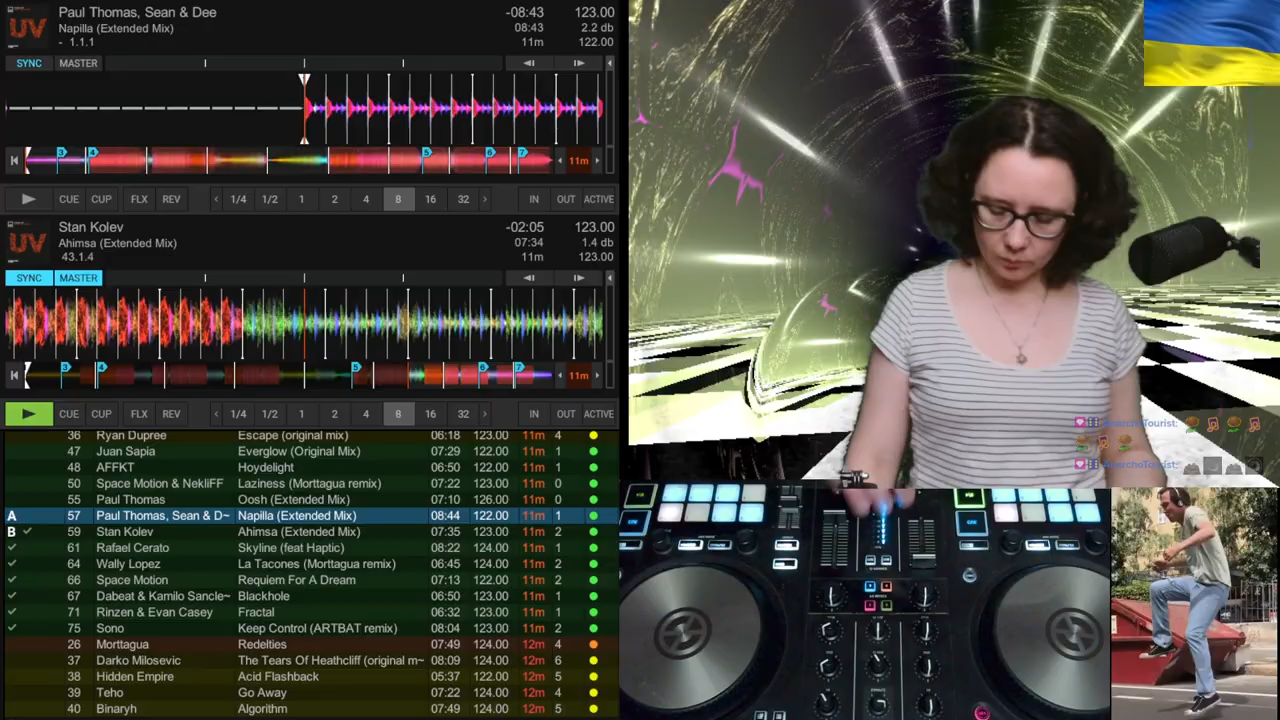 Paul Thomas, Sean & Dee -08:43 123.00
Napilla (Extended Mix) 08:43 2.2 db
- 1.1.1 11m 122.00
SYNC MASTER
3 4 5 6 7 11m
CUE CUP FLX REV 1/4 1/2 1 2 4 8 16 32 IN OUT ACTIVE
Stan Kolev -02:05 123.00
Ahimsa (Extended Mix) 07:34 1.4 db
43.1.4 11m 123.00
SYNC MASTER
3 4 5 6 7 11m
CUE CUP FLX REV 1/4 1/2 1 2 4 8 16 32 IN OUT ACTIVE
36 Ryan Dupree Escape (original mix) 06:18 123.00 11m 4
47 Juan Sapia Everglow (Original Mix) 07:29 122.00 11m 1
48 AFFKT Hoydelight 06:50 122.00 11m 1
50 Space Motion & NekliFF Laziness (Morttagua remix) 07:22 123.00 11m 0
55 Paul Thomas Oosh (Extended Mix) 07:10 126.00 11m 0
A 57 Paul Thomas, Sean & D~ Napilla (Extended Mix) 08:44 122.00 11m 1
B 59 Stan Kolev Ahimsa (Extended Mix) 07:35 123.00 11m 2
61 Rafael Cerato Skyline (feat Haptic) 08:22 124.00 11m 1
64 Wally Lopez La Tacones (Morttagua remix) 06:45 124.00 11m 2
66 Space Motion Requiem For A Dream 07:13 122.00 11m 2
67 Dabeat & Kamilo Sancle~ Blackhole 06:50 123.00 11m 1
71 Rinzen & Evan Casey Fractal 06:32 123.00 11m 1
75 Sono Keep Control (ARTBAT remix) 08:04 123.00 11m 2
26 Morttagua Redelties 07:49 124.00 12m 4
37 Darko Milosevic The Tears Of Heathcliff (original m~ 08:09 124.00 12m 6
38 Hidden Empire Acid Flashback 05:37 122.00 12m 5
39 Teho Go Away 07:22 124.00 12m 4
40 Binaryh Algorithm 07:49 124.00 12m 5